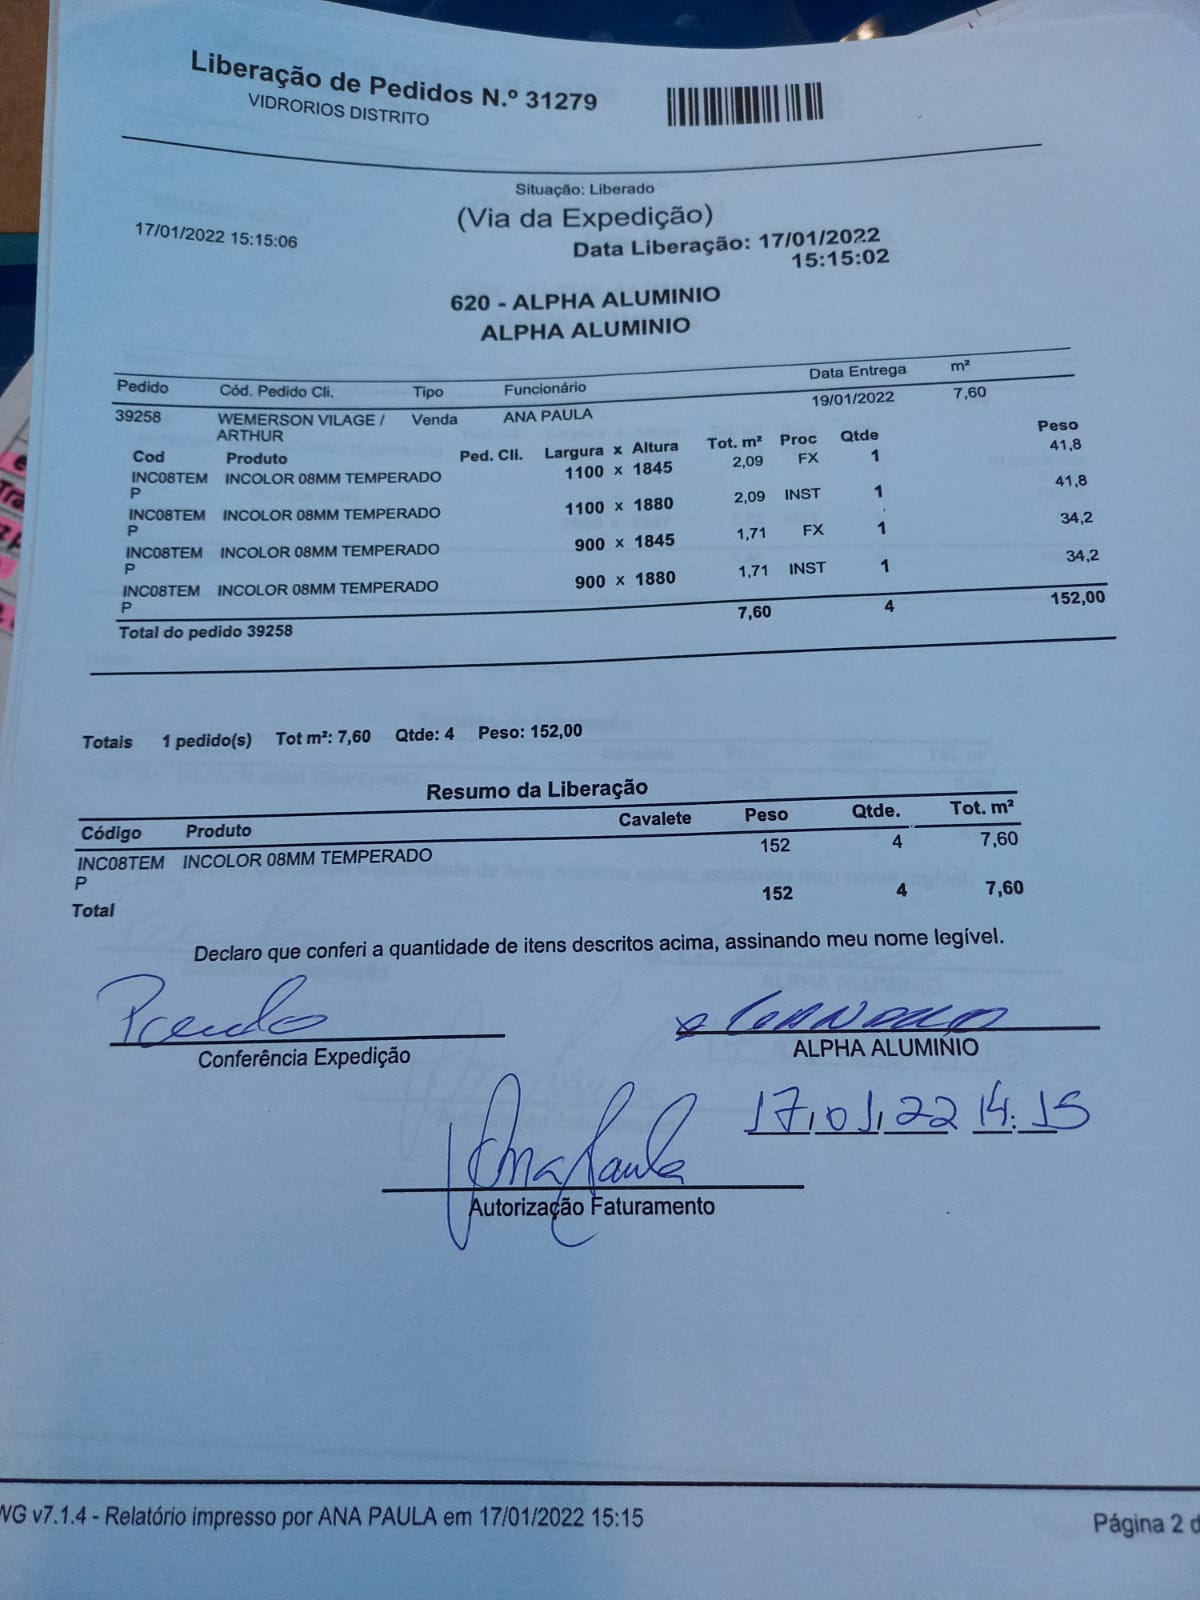 Liberação de Pedidos N.º 31279
VIDRORIOS DISTRITO
Situação: Liberado
(Via da Expedição)
17/01/2022 15:15:06
Data Liberação: 17/01/2022
15:15:02
620 - ALPHA ALUMINIO
ALPHA ALUMINIO
Pedido Cód. Pedido Cli. Tipo Funcionário Data Entrega m²
39258 WEMERSON VILAGE / Venda ANA PAULA 19/01/2022 7,60
ARTHUR
Cod Produto Ped. Cli. Largura x Altura Tot. m² Proc Qtde Peso
INC08TEM INCOLOR 08MM TEMPERADO 1100 x 1845 2,09 FX 1 41,8
P
INC08TEM INCOLOR 08MM TEMPERADO 1100 x 1880 2,09 INST 1 41,8
P
INC08TEM INCOLOR 08MM TEMPERADO 900 x 1845 1,71 FX 1 34,2
P
INC08TEM INCOLOR 08MM TEMPERADO 900 x 1880 1,71 INST 1 34,2
P
Total do pedido 39258 7,60 4 152,00
Totais 1 pedido(s) Tot m²: 7,60 Qtde: 4 Peso: 152,00
Resumo da Liberação
Código Produto Cavalete Peso Qtde. Tot. m²
INC08TEM INCOLOR 08MM TEMPERADO 152 4 7,60
P
Total 152 4 7,60
Declaro que conferi a quantidade de itens descritos acima, assinando meu nome legível.
Conferência Expedição ALPHA ALUMINIO
17/01/22 14:15
Ana Paula
Autorização Faturamento
WG v7.1.4 - Relatório impresso por ANA PAULA em 17/01/2022 15:15
Página 2 d